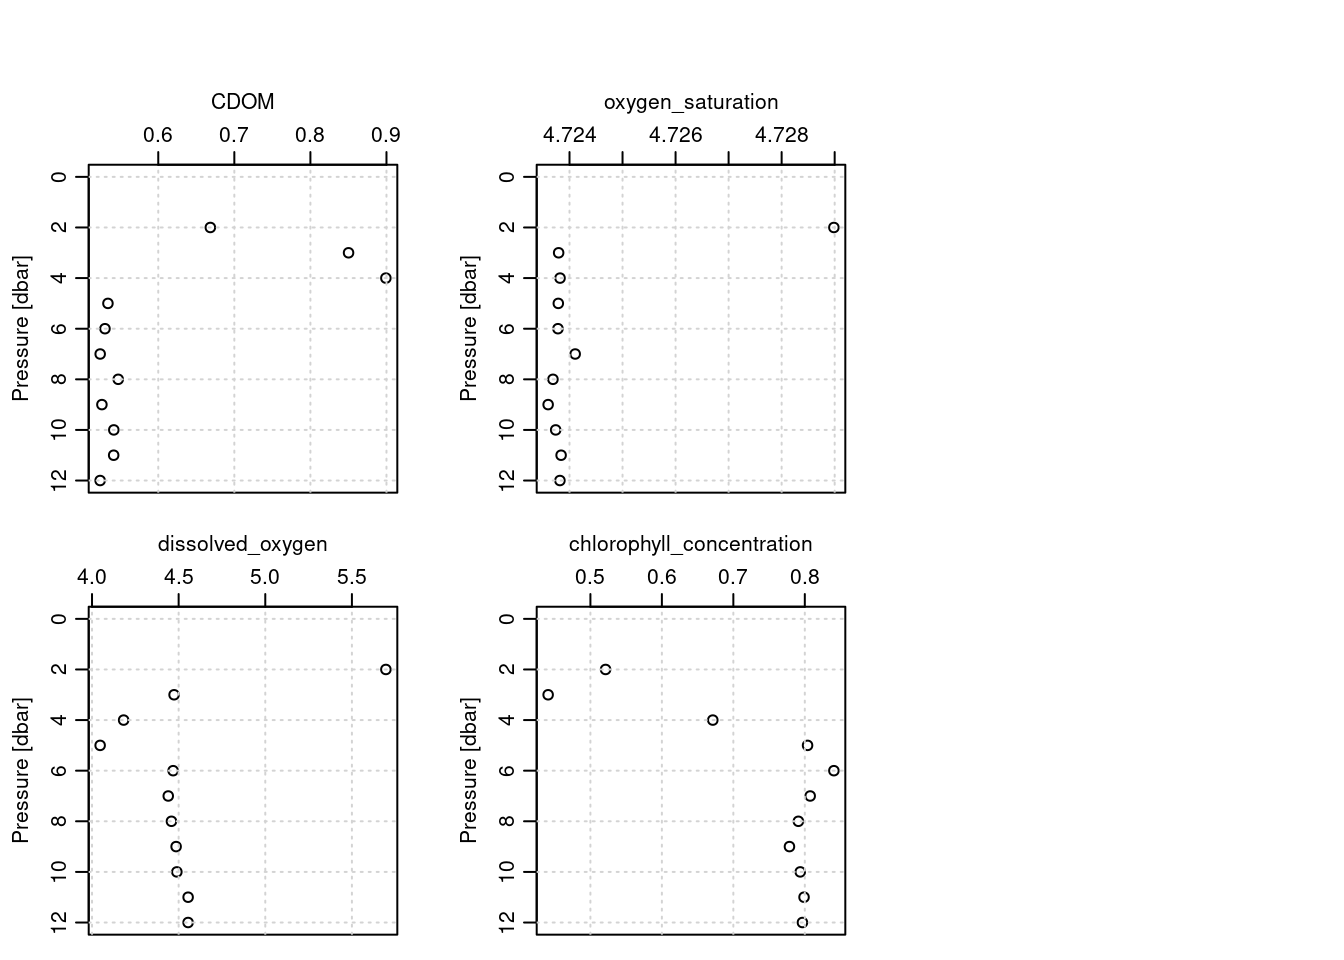 CDOM
0.6 0.7 0.8 0.9
Pressure [dbar]
0
2
4
6
8
10
12
oxygen_saturation
4.724 4.726 4.728
Pressure [dbar]
0
2
4
6
8
10
12
dissolved_oxygen
4.0 4.5 5.0 5.5
Pressure [dbar]
0
2
4
6
8
10
12
chlorophyll_concentration
0.5 0.6 0.7 0.8
Pressure [dbar]
0
2
4
6
8
10
12